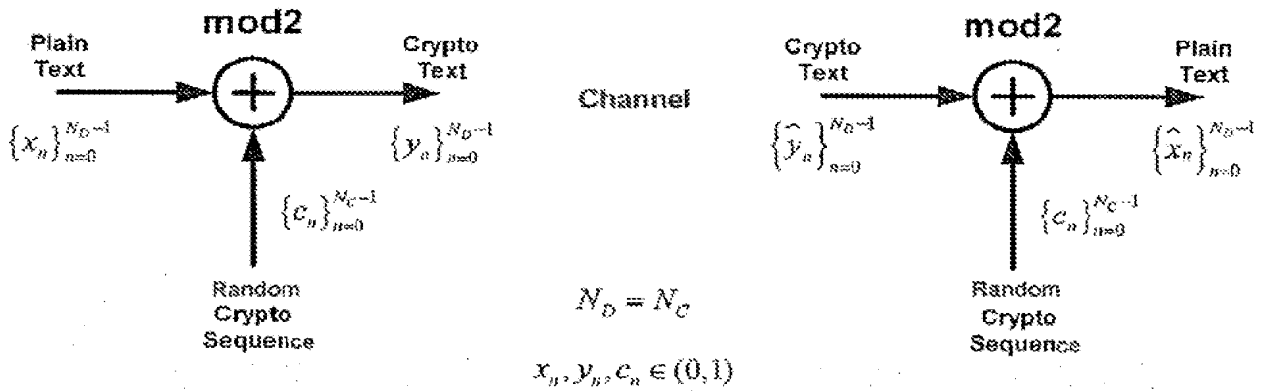 mod2
Plain
Text
Crypto
Text
{x_n}_{n=0}^{N_D-1}
{y_n}_{n=0}^{N_D-1}
{c_n}_{n=0}^{N_C-1}
Random
Crypto
Sequence
Channel
N_D = N_C
x_n, y_n, c_n ∈ (0,1)
mod2
Crypto
Text
Plain
Text
{ŷ_n}_{n=0}^{N_D-1}
{x̂_n}_{n=0}^{N_D-1}
{c_n}_{n=0}^{N_C-1}
Random
Crypto
Sequence